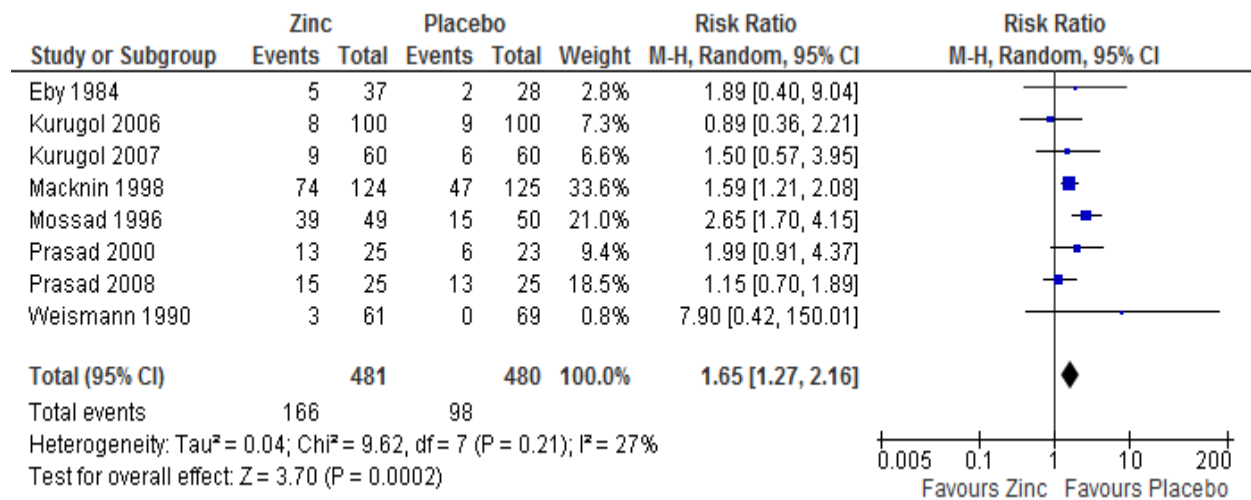 Zinc Placebo Risk Ratio Risk Ratio
Study or Subgroup Events Total Events Total Weight M-H, Random, 95% CI M-H, Random, 95% CI
Eby 1984 5 37 2 28 2.8% 1.89 [0.40, 9.04]
Kurugol 2006 8 100 9 100 7.3% 0.89 [0.36, 2.21]
Kurugol 2007 9 60 6 60 6.6% 1.50 [0.57, 3.95]
Macknin 1998 74 124 47 125 33.6% 1.59 [1.21, 2.08]
Mossad 1996 39 49 15 50 21.0% 2.65 [1.70, 4.15]
Prasad 2000 13 25 6 23 9.4% 1.99 [0.91, 4.37]
Prasad 2008 15 25 13 25 18.5% 1.15 [0.70, 1.89]
Weismann 1990 3 61 0 69 0.8% 7.90 [0.42, 150.01]
Total (95% CI) 481 480 100.0% 1.65 [1.27, 2.16]
Total events 166 98
Heterogeneity: Tau² = 0.04; Chi² = 9.62, df = 7 (P = 0.21); I² = 27%
Test for overall effect: Z = 3.70 (P = 0.0002)
0.005 0.1 1 10 200
Favours Zinc Favours Placebo